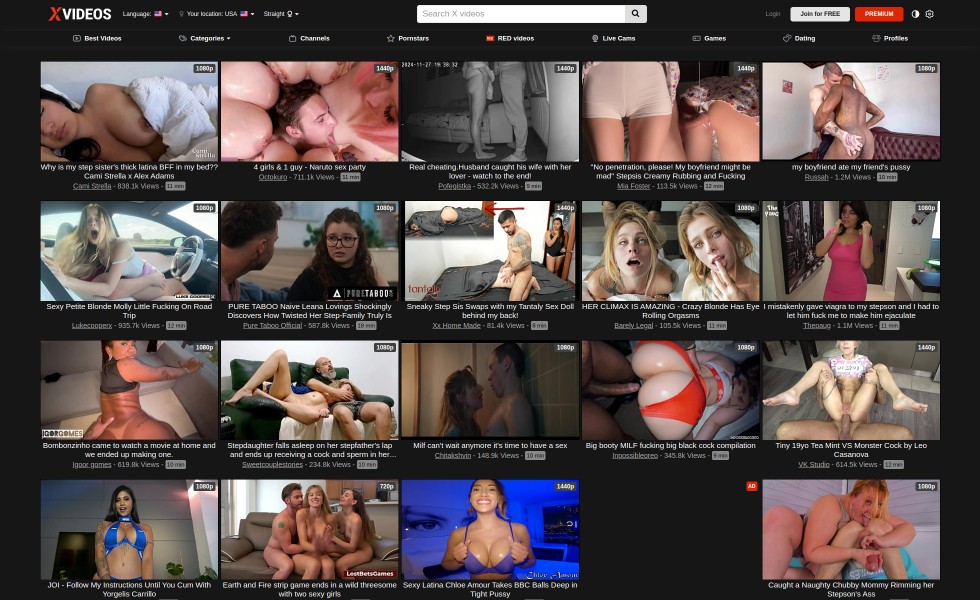 XVIDEOS
Language:
Your location: USA
Straight
Search X videos
Login
Join for FREE
PREMIUM
Best Videos
Categories
Channels
Pornstars
RED videos
Live Cams
Games
Dating
Profiles
1080p
1440p
2024-11-27 19:38:32
1440p
1440p
1080p
Cami Strella
Why is my step sister's thick latina BFF in my bed??
Cami Strella x Alex Adams
Cami Strella - 838.1k Views - 11 min
4 girls & 1 guy - Naruto sex party
Octokuro - 711.1k Views - 11 min
Real cheating.Husband caught his wife with her
lover - watch to the end!
Pofegistka - 532.2k Views - 9 min
"No penetration, please! My boyfriend might be
mad" Stepsis Creamy Rubbing and Fucking
Mia Foster - 113.5k Views - 12 min
my boyfriend ate my friend's pussy
Russah - 1.2M Views - 10 min
1080p
1080p
1440p
1080p
1080p
PURETABOO
Sexy Petite Blonde Molly Little Fucking On Road
Trip
Lukecooperx - 935.7k Views - 12 min
PURE TABOO Naive Leana Lovings Shockingly
Discovers How Twisted Her Step-Family Truly Is
Pure Taboo Official - 587.8k Views - 18 min
Sneaky Step Sis Swaps with my Tantaly Sex Doll
behind my back!
Xx Home Made - 81.4k Views - 8 min
HER CLIMAX IS AMAZING - Crazy Blonde Has Eye
Rolling Orgasms
Barely Legal - 105.5k Views - 11 min
I mistakenly gave viagra to my stepson and I had to
let him fuck me to make him ejaculate
Thepaug - 1.1M Views - 11 min
1080p
1080p
1080p
1080p
1440p
IGORGOMES
Bombonzinho came to watch a movie at home and
we ended up making one.
Igoor gomes - 619.8k Views - 10 min
Stepdaughter falls asleep on her stepfather's lap
and ends up receiving a cock and sperm in her...
Sweetcouplestories - 234.8k Views - 10 min
Milf can't wait anymore it's time to have a sex
Chitakshvin - 148.9k Views - 10 min
Big booty MILF fucking big black cock compilation
Inpossibleoreo - 345.8k Views - 9 min
Tiny 19yo Tea Mint VS Monster Cock by Leo
Casanova
VK Studio - 614.5k Views - 12 min
1080p
720p
1440p
AD
1080p
LostBetsGames
JOI - Follow My Instructions Until You Cum With
Yorgelis Carrillo
Earth and Fire strip game ends in a wild threesome
with two sexy girls
Sexy Latina Chloe Amour Takes BBC Balls Deep in
Tight Pussy
Caught a Naughty Chubby Mommy Rimming her
Stepson's Ass